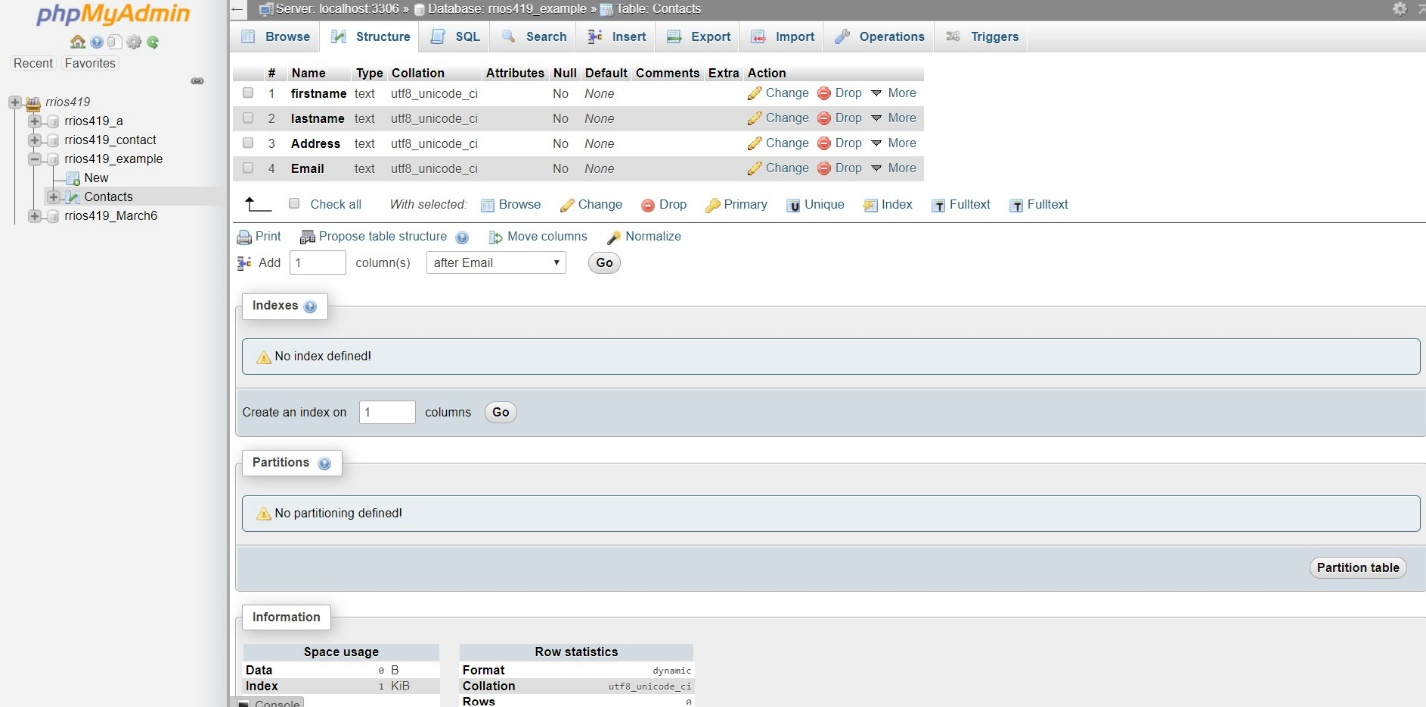 phpMyAdmin
Server: localhost:3306 » Database: rrios419_example » Table: Contacts
Browse Structure SQL Search Insert Export Import Operations Triggers
Recent Favorites
rrios419
rrios419_a
rrios419_contact
rrios419_example
New
Contacts
rrios419_March6
# Name Type Collation Attributes Null Default Comments Extra Action
1 firstname text utf8_unicode_ci No None Change Drop More
2 lastname text utf8_unicode_ci No None Change Drop More
3 Address text utf8_unicode_ci No None Change Drop More
4 Email text utf8_unicode_ci No None Change Drop More
Check all With selected: Browse Change Drop Primary Unique Index Fulltext Fulltext
Print Propose table structure Move columns Normalize
Add 1 column(s) after Email Go
Indexes
No index defined!
Create an index on 1 columns Go
Partitions
No partitioning defined!
Partition table
Information
Space usage
Data 0 B
Index 1 KiB
Row statistics
Format dynamic
Collation utf8_unicode_ci
Rows 0
Console